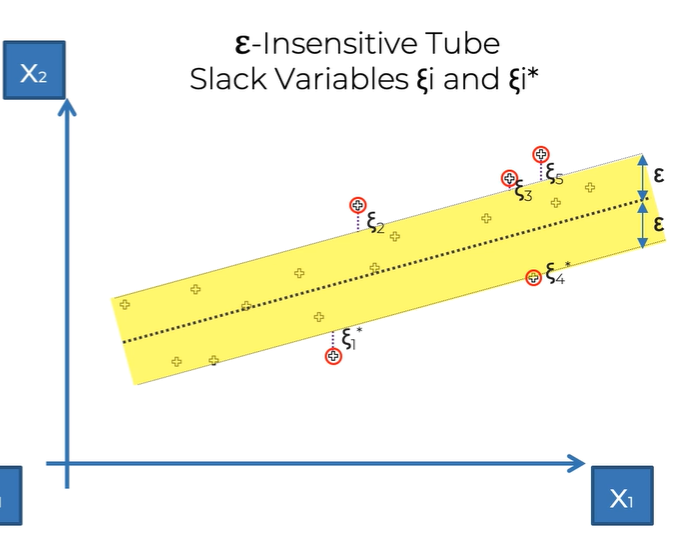 ε-Insensitive Tube
Slack Variables ξi and ξi*
X₂
ξ₅
ε
ξ₃
ξ₂
ε
ξ₄*
ξ₁*
X₁